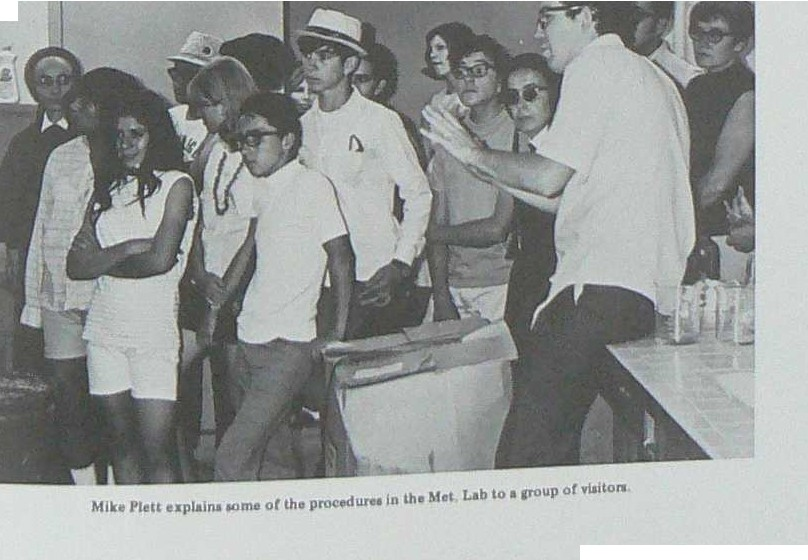 Mike Plett explains some of the procedures in the Met. Lab to a group of visitors.